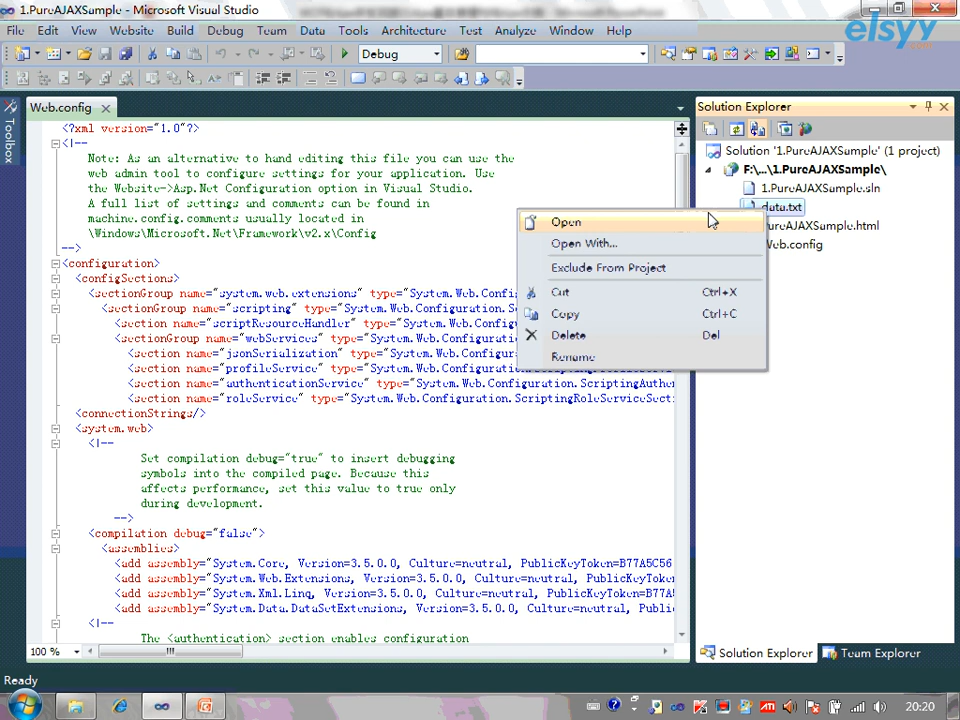 1.PureAJAXSample - Microsoft Visual Studio
elsyy
.com
File Edit View Website Build Debug Team Data Tools Architecture Test Analyze Window Help
Debug
Toolbox
Web.config
<?xml version="1.0"?>
<!--
Note: As an alternative to hand editing this file you can use the
web admin tool to configure settings for your application. Use
the Website->Asp.Net Configuration option in Visual Studio.
A full list of settings and comments can be found in
machine.config.comments usually located in
\Windows\Microsoft.Net\Framework\v2.x\Config
-->
<configuration>
<configSections>
<sectionGroup name="system.web.extensions" type="System.Web.Confi
<sectionGroup name="scripting" type="System.Web.Configuration.S
<section name="scriptResourceHandler" type="System.Web.Config
<sectionGroup name="webServices" type="System.Web.Configurati
<section name="jsonSerialization" type="System.Web.Configur
<section name="profileService" type="System.Web.Configuration.ScriptingProfileServic
<section name="authenticationService" type="System.Web.Configuration.ScriptingAuther
<section name="roleService" type="System.Web.Configuration.ScriptingRoleServiceSecti
<connectionStrings/>
<system.web>
<!--
Set compilation debug="true" to insert debugging
symbols into the compiled page. Because this
affects performance, set this value to true only
during development.
-->
<compilation debug="false">
<assemblies>
<add assembly="System.Core, Version=3.5.0.0, Culture=neutral, PublicKeyToken=B77A5C56
<add assembly="System.Web.Extensions, Version=3.5.0.0, Culture=neutral, PublicKeyToken
<add assembly="System.Xml.Linq, Version=3.5.0.0, Culture=neutral, PublicKeyToken=B77A
<add assembly="System.Data.DataSetExtensions, Version=3.5.0.0, Culture=neutral, Public
<!--
The <authentication> section enables configuration
100 %
Open
Open With...
Exclude From Project
Cut Ctrl+X
Copy Ctrl+C
Delete Del
Rename
Solution Explorer
Solution '1.PureAJAXSample' (1 project)
F:\...\1.PureAJAXSample\
1.PureAJAXSample.sln
data.txt
PureAJAXSample.html
Web.config
Solution Explorer Team Explorer
Ready
20:20